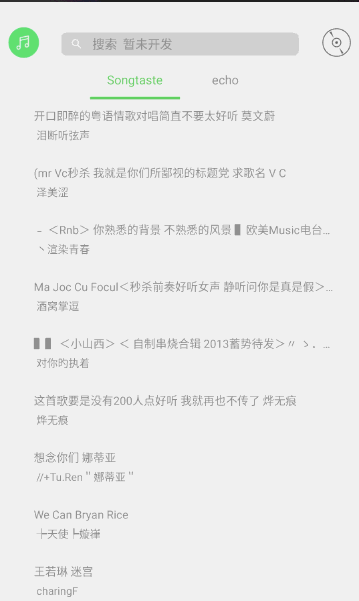 搜索 暂未开发
Songtaste echo
开口即醉的粤语情歌对唱简直不要太好听 莫文蔚
泪断听弦声
(mr Vc秒杀 我就是你们所鄙视的标题党 求歌名 V C
泽美涩
﹣ ＜Rnb＞ 你熟悉的背景 不熟悉的风景 ▋ 欧美Music电台...
丶渲染青春
Ma Joc Cu Focul＜秒杀前奏好听女声 静听问你是真是假＞...
酒窝掌逗
▋▋ ＜小山西＞ ＜ 自制串烧合辑 2013蓄势待发＞〃 ゝ. ...
对你旳执着
这首歌要是没有200人点好听 我就再也不传了 烨无痕
烨无痕
想念你们 娜蒂亚
//+Tu.Ren " 娜蒂亚 "
We Can Bryan Rice
┾天使┡嫙嶉
王若琳 迷宫
charingF